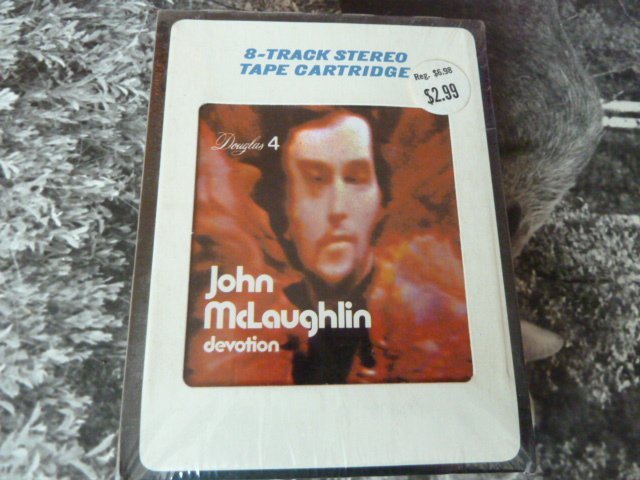 8-TRACK STEREO
TAPE CARTRIDGE
Reg. $6.98
$2.99
Douglas 4
John
McLaughlin
devotion